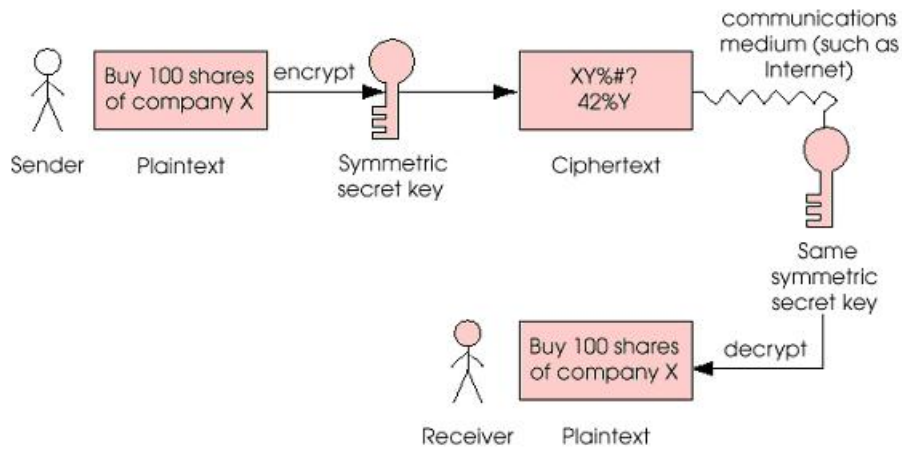 Sender
Buy 100 shares
of company X
Plaintext
encrypt
Symmetric
secret key
XY%#?
42%Y
Ciphertext
communications
medium (such as
Internet)
Same
symmetric
secret key
decrypt
Buy 100 shares
of company X
Plaintext
Receiver